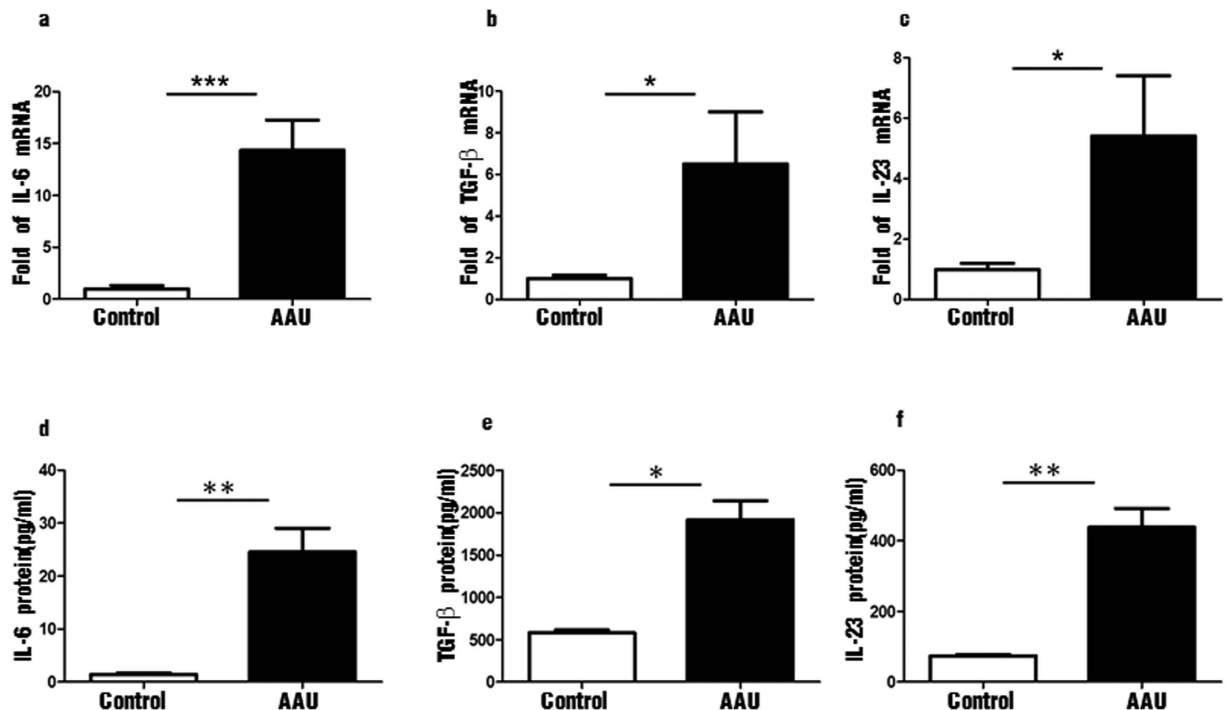 a
***
Fold of IL-6 mRNA
20
15
10
5
0
Control AAU
b
*
Fold of TGF-β mRNA
10
8
6
4
2
0
Control AAU
c
*
Fold of IL-23 mRNA
8
6
4
2
0
Control AAU
d
**
IL-6 protein(pg/ml)
40
30
20
10
0
Control AAU
e
*
TGF-β protein(pg/ml)
2500
2000
1500
1000
500
0
Control AAU
f
**
IL-23 protein(pg/ml)
600
400
200
0
Control AAU